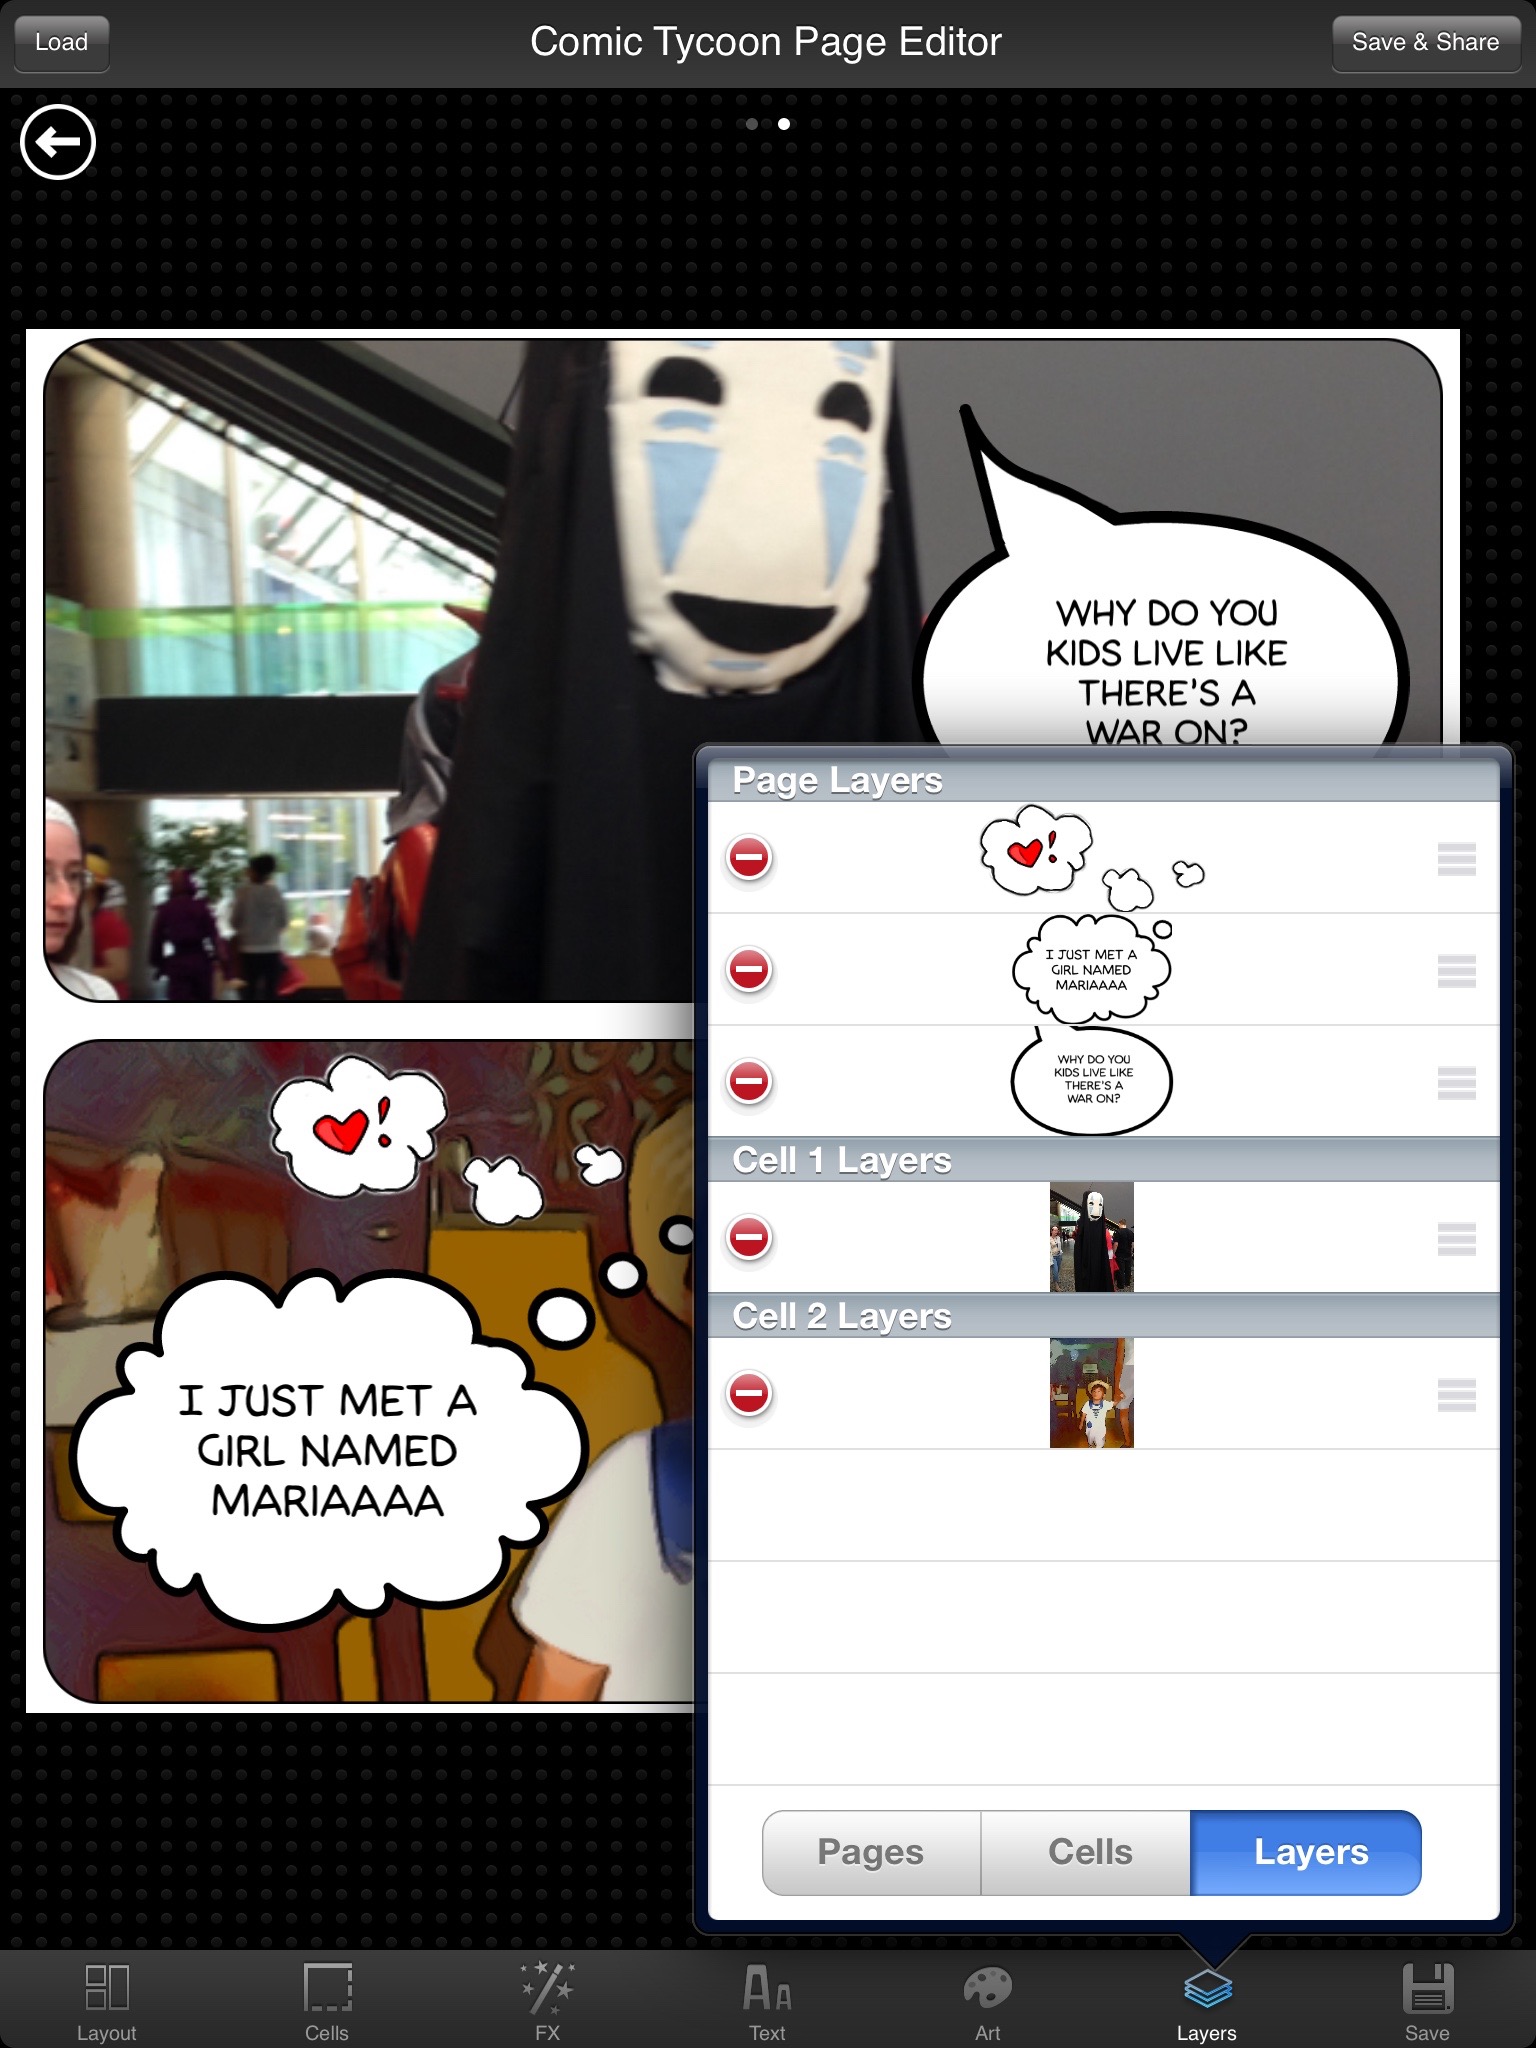 Load
Comic Tycoon Page Editor
Save & Share
WHY DO YOU
KIDS LIVE LIKE
THERE'S A
WAR ON?
Page Layers
!
I JUST MET A
GIRL NAMED
MARIAAAA
WHY DO YOU
KIDS LIVE LIKE
THERE'S A
WAR ON?
Cell 1 Layers
Cell 2 Layers
!
I JUST MET A
GIRL NAMED
MARIAAAA
Pages
Cells
Layers
Layout
Cells
FX
AA
Text
Art
Layers
Save